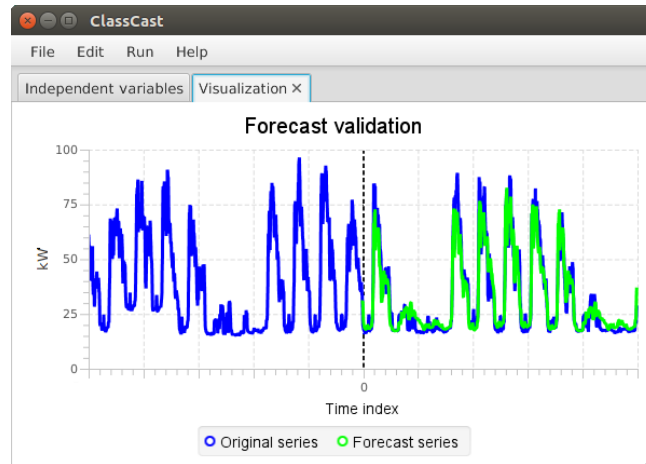 ClassCast
File Edit Run Help
Independent variables Visualization ×
Forecast validation
100
75
50
25
0
kW
0
Time index
Original series Forecast series